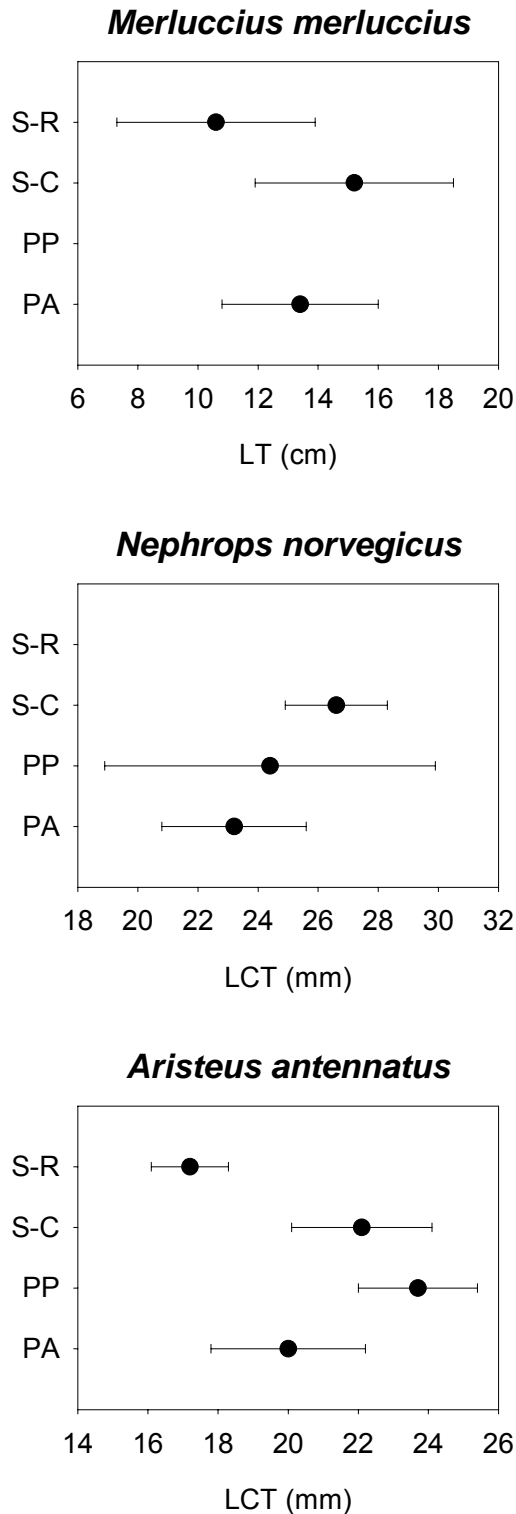 Merluccius merluccius
S-R
S-C
PP
PA
6 8 10 12 14 16 18 20
LT (cm)
Nephrops norvegicus
S-R
S-C
PP
PA
18 20 22 24 26 28 30 32
LCT (mm)
Aristeus antennatus
S-R
S-C
PP
PA
14 16 18 20 22 24 26
LCT (mm)